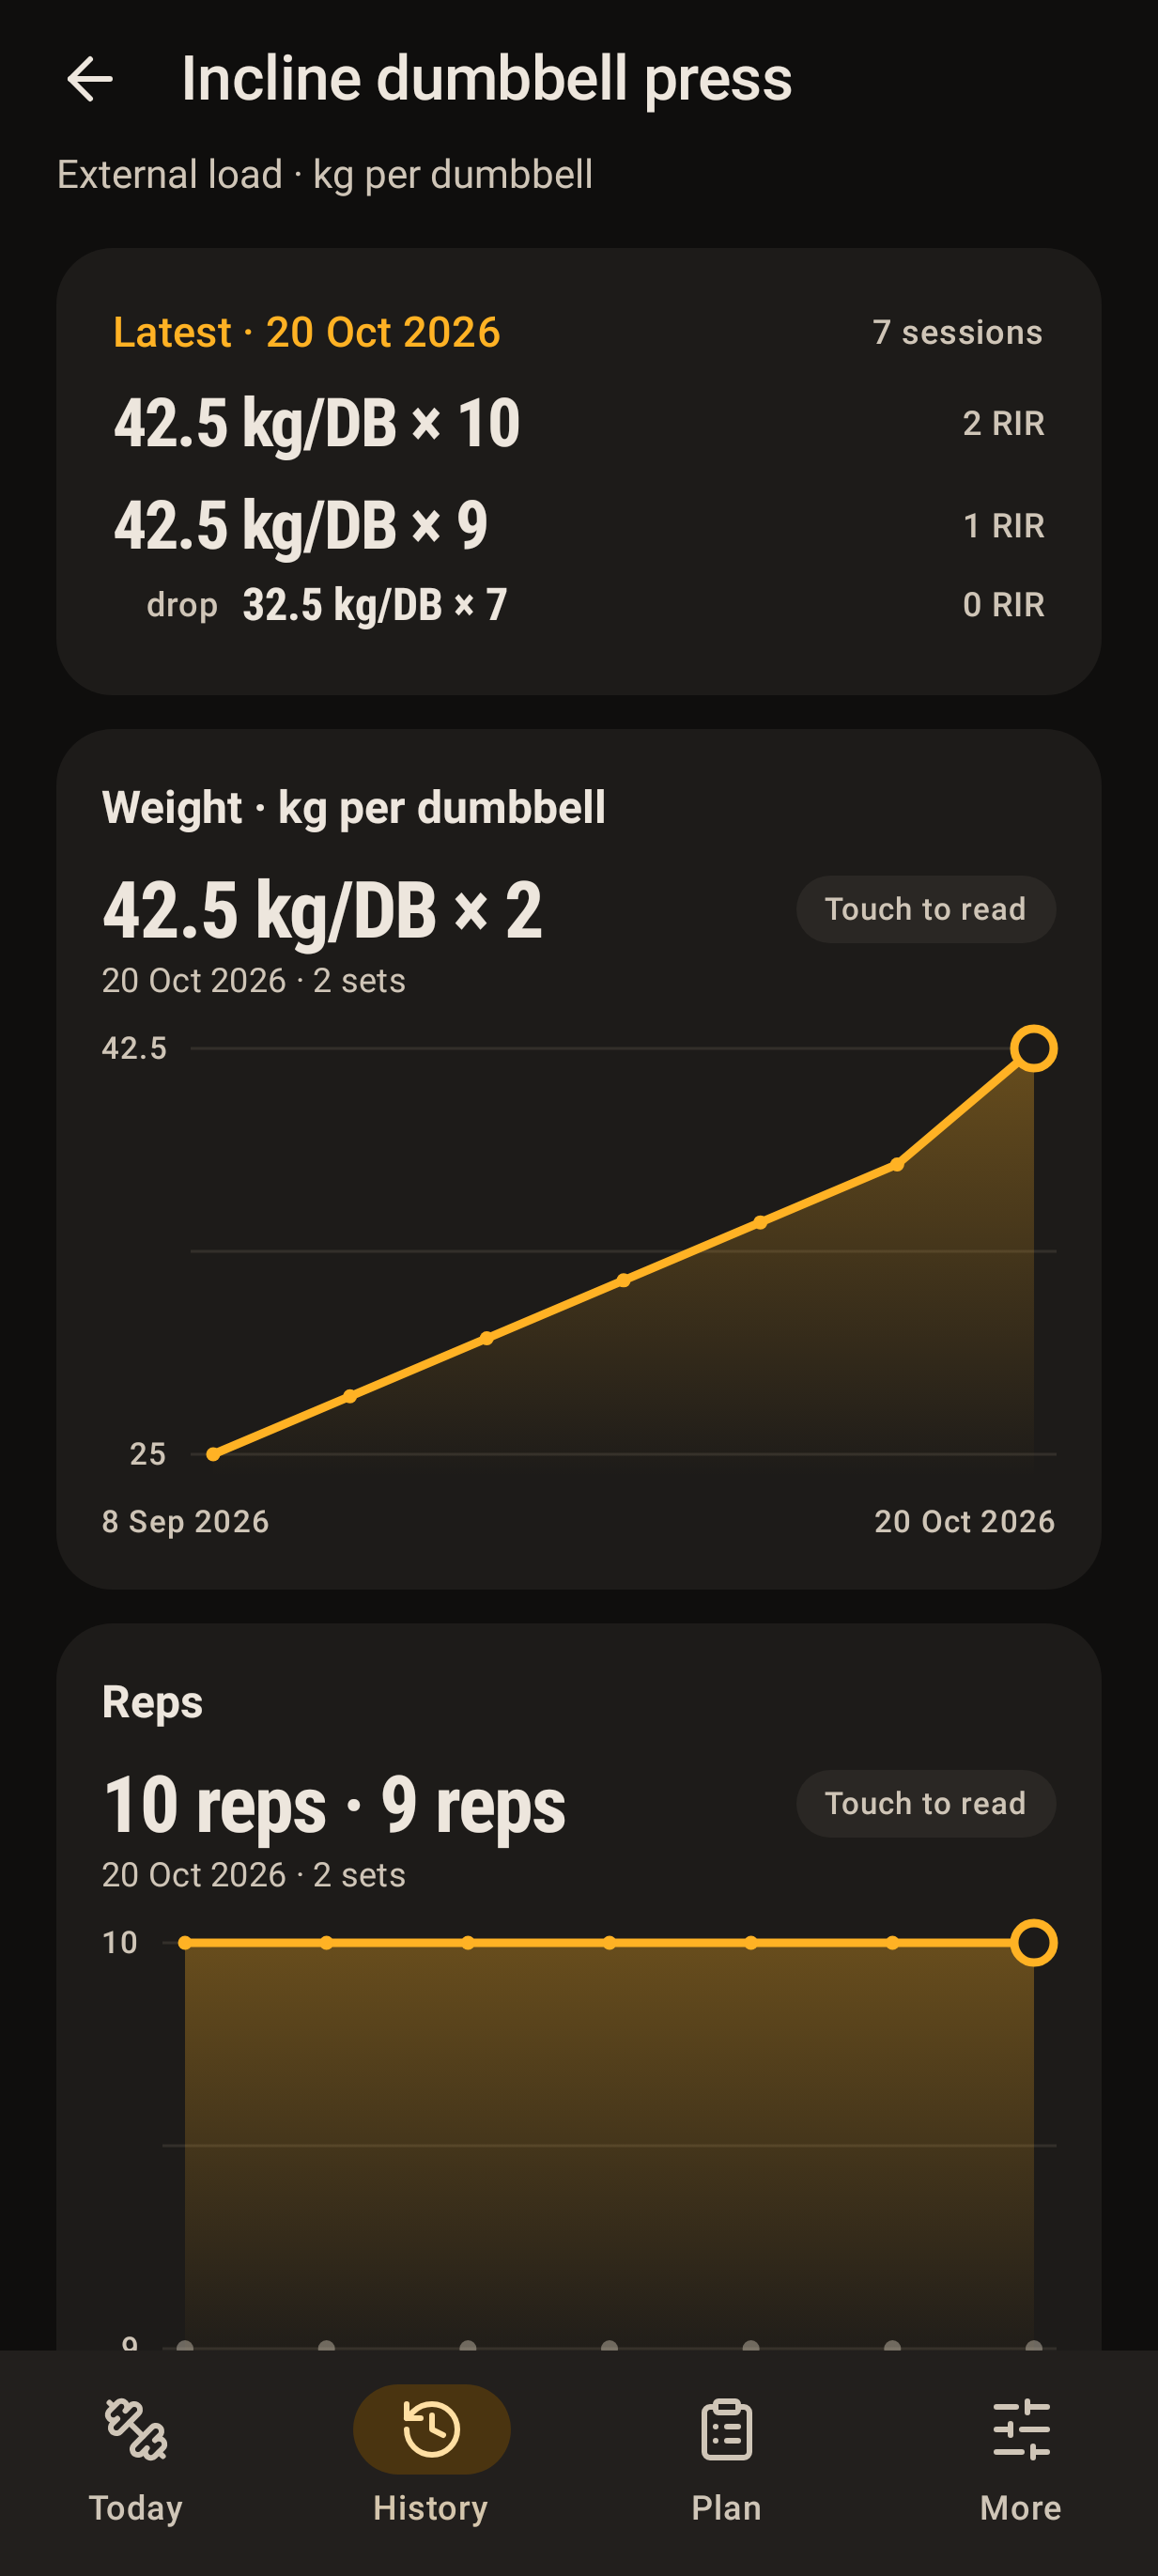 Incline dumbbell press
External load · kg per dumbbell
Latest · 20 Oct 2026 7 sessions
42.5 kg/DB × 10 2 RIR
42.5 kg/DB × 9 1 RIR
drop 32.5 kg/DB × 7 0 RIR
Weight · kg per dumbbell
42.5 kg/DB × 2 Touch to read
20 Oct 2026 · 2 sets
42.5
25
8 Sep 2026 20 Oct 2026
Reps
10 reps · 9 reps Touch to read
20 Oct 2026 · 2 sets
10
9
Today History Plan More